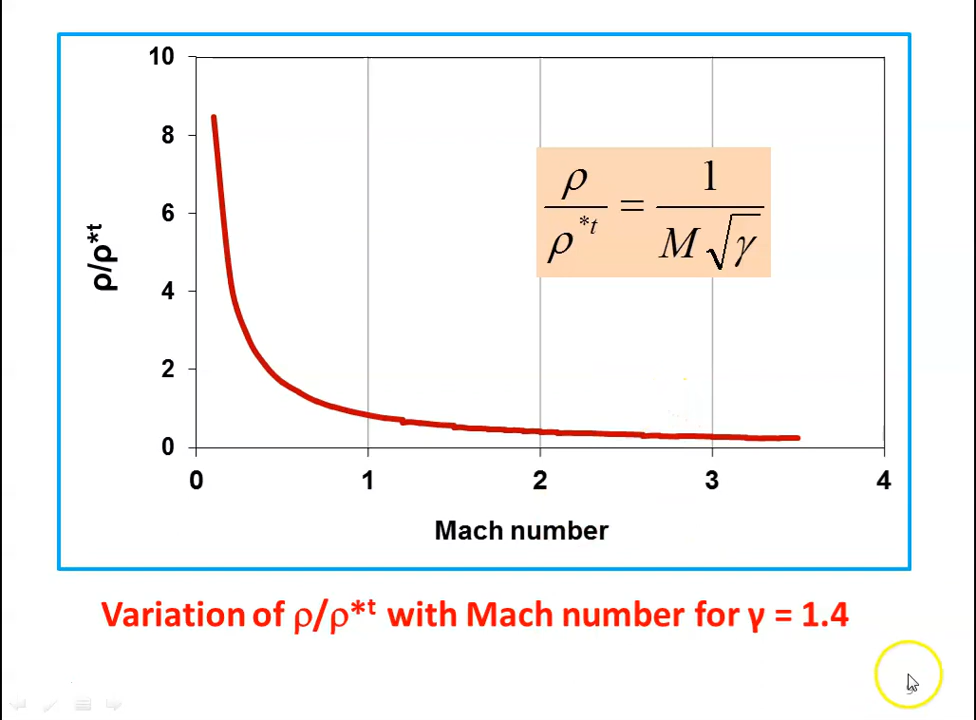 10
8
6
4
2
0
ρ/ρ*t
0 1 2 3 4
Mach number
ρ/ρ*t = 1/M√γ
Variation of ρ/ρ*t with Mach number for γ = 1.4